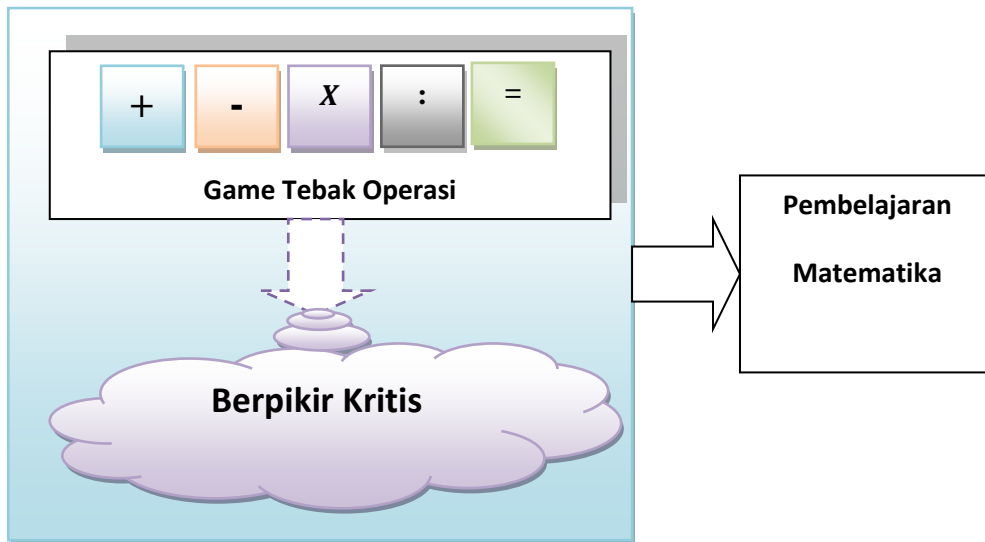 + - X : =
Game Tebak Operasi
Berpikir Kritis
Pembelajaran
Matematika